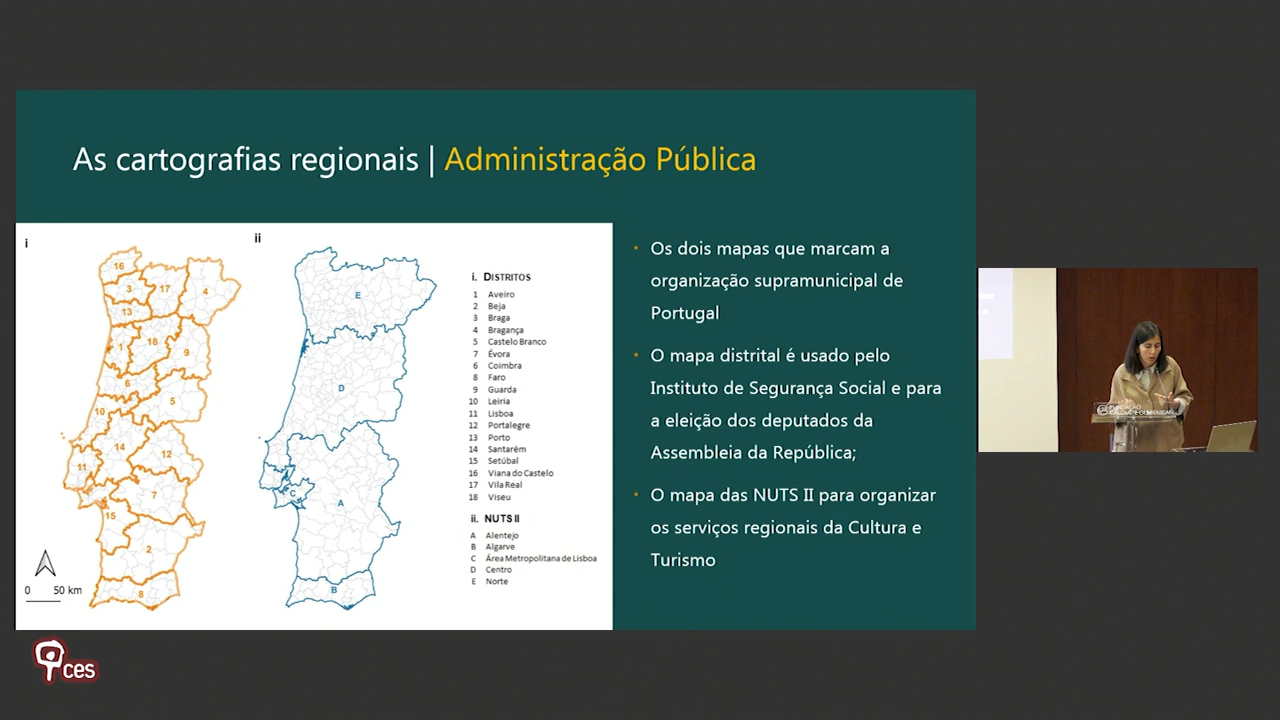 As cartografias regionais | Administração Pública
i
16
3
17
4
13
1
18
9
6
5
10
14
12
11
7
15
2
8
0 50 km
ii
E
D
C
A
B
i. DISTRITOS
1 Aveiro
2 Beja
3 Braga
4 Bragança
5 Castelo Branco
7 Évora
6 Coimbra
8 Faro
9 Guarda
10 Leiria
11 Lisboa
12 Portalegre
13 Porto
14 Santarém
15 Setúbal
16 Viana do Castelo
17 Vila Real
18 Viseu
ii. NUTS II
A Alentejo
B Algarve
C Área Metropolitana de Lisboa
D Centro
E Norte
• Os dois mapas que marcam a
organização supramunicipal de
Portugal
• O mapa distrital é usado pelo
Instituto de Segurança Social e para
a eleição dos deputados da
Assembleia da República;
• O mapa das NUTS II para organizar
os serviços regionais da Cultura e
Turismo
ces